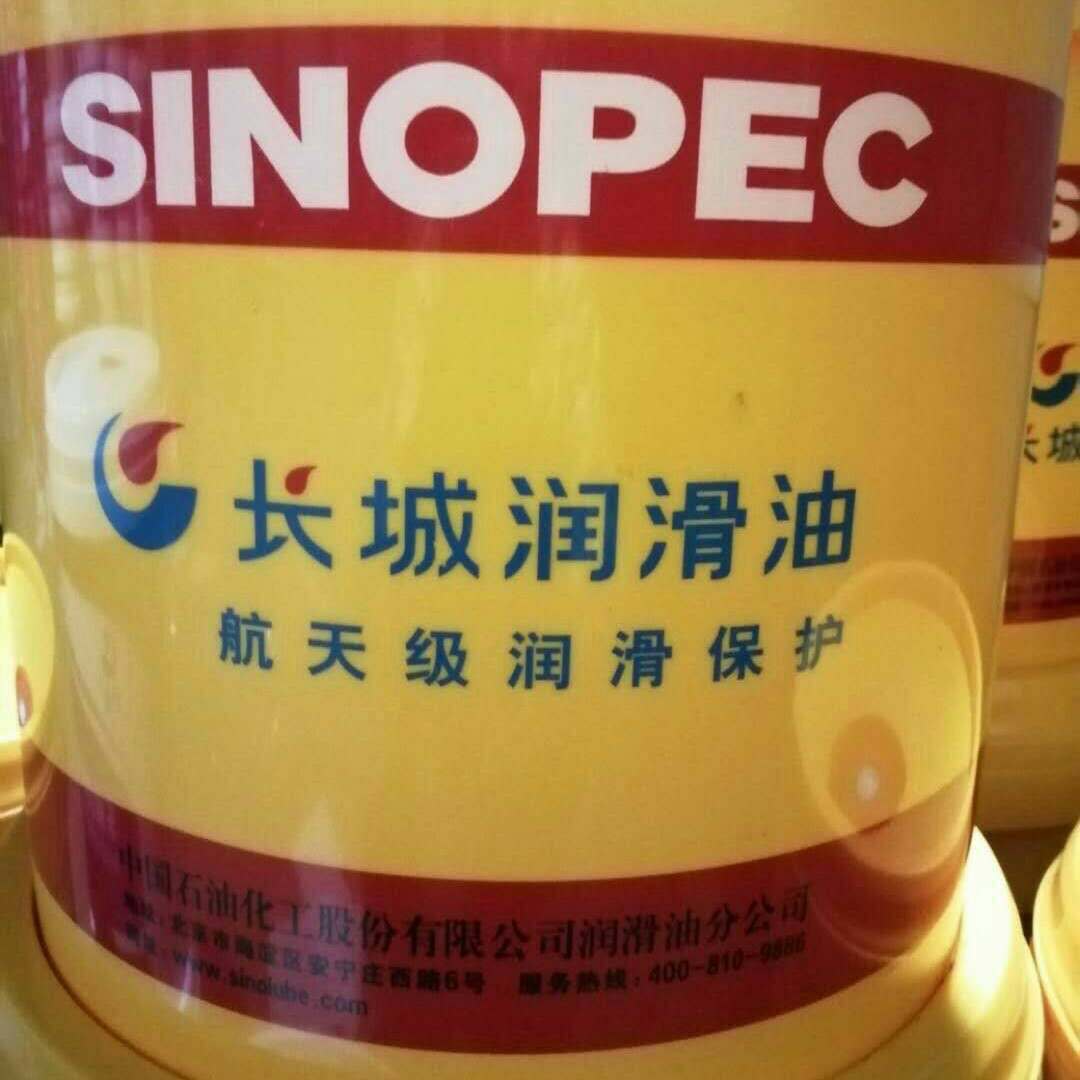 SINOPEC
长城润滑油
航天级润滑保护
中国石油化工股份有限公司润滑油分公司
地址:北京市海淀区安宁庄西路6号 服务热线:400-810-9886
网址:www.sinolube.com
S
长城